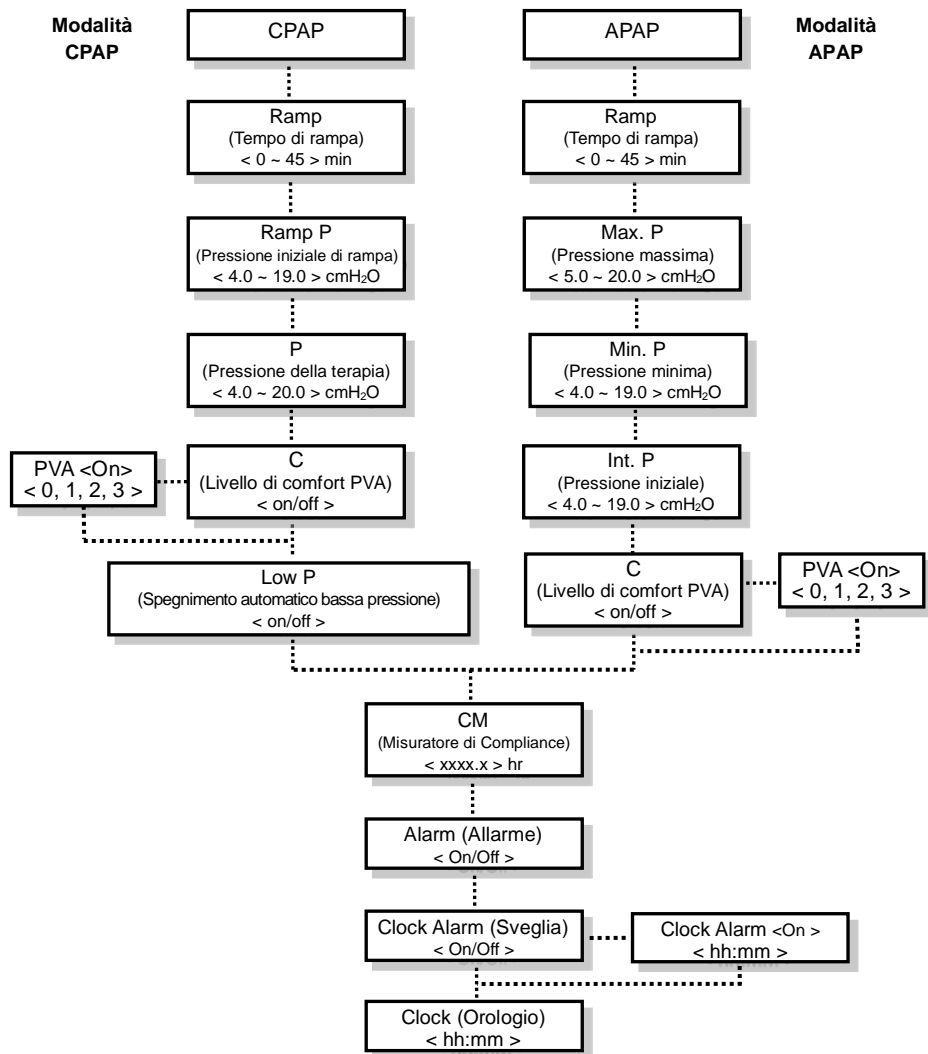 Modalità
CPAP
CPAP
Ramp
(Tempo di rampa)
< 0 ~ 45 > min
Ramp P
(Pressione iniziale di rampa)
< 4.0 ~ 19.0 > cmH₂O
P
(Pressione della terapia)
< 4.0 ~ 20.0 > cmH₂O
C
(Livello di comfort PVA)
< on/off >
PVA <On>
< 0, 1, 2, 3 >
Low P
(Spegnimento automatico bassa pressione)
< on/off >
APAP
Modalità
APAP
Ramp
(Tempo di rampa)
< 0 ~ 45 > min
Max. P
(Pressione massima)
< 5.0 ~ 20.0 > cmH₂O
Min. P
(Pressione minima)
< 4.0 ~ 19.0 > cmH₂O
Int. P
(Pressione iniziale)
< 4.0 ~ 19.0 > cmH₂O
C
(Livello di comfort PVA)
< on/off >
PVA <On>
< 0, 1, 2, 3 >
CM
(Misuratore di Compliance)
< xxxx.x > hr
Alarm (Allarme)
< On/Off >
Clock Alarm (Sveglia)
< On/Off >
Clock Alarm <On >
< hh:mm >
Clock (Orologio)
< hh:mm >